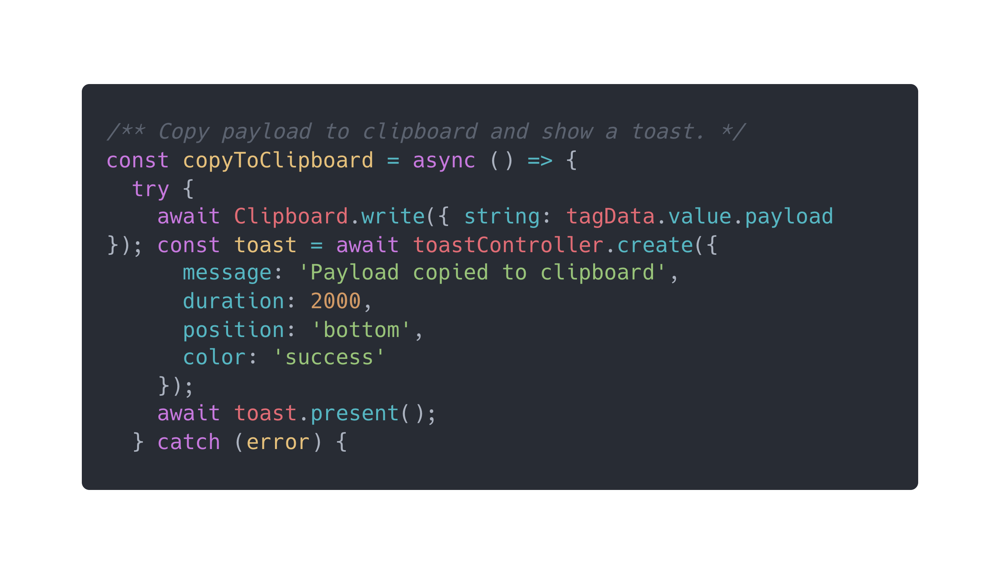 /** Copy payload to clipboard and show a toast. */
const copyToClipboard = async () => {
  try {
    await Clipboard.write({ string: tagData.value.payload
}); const toast = await toastController.create({
      message: 'Payload copied to clipboard',
      duration: 2000,
      position: 'bottom',
      color: 'success'
    });
    await toast.present();
  } catch (error) {